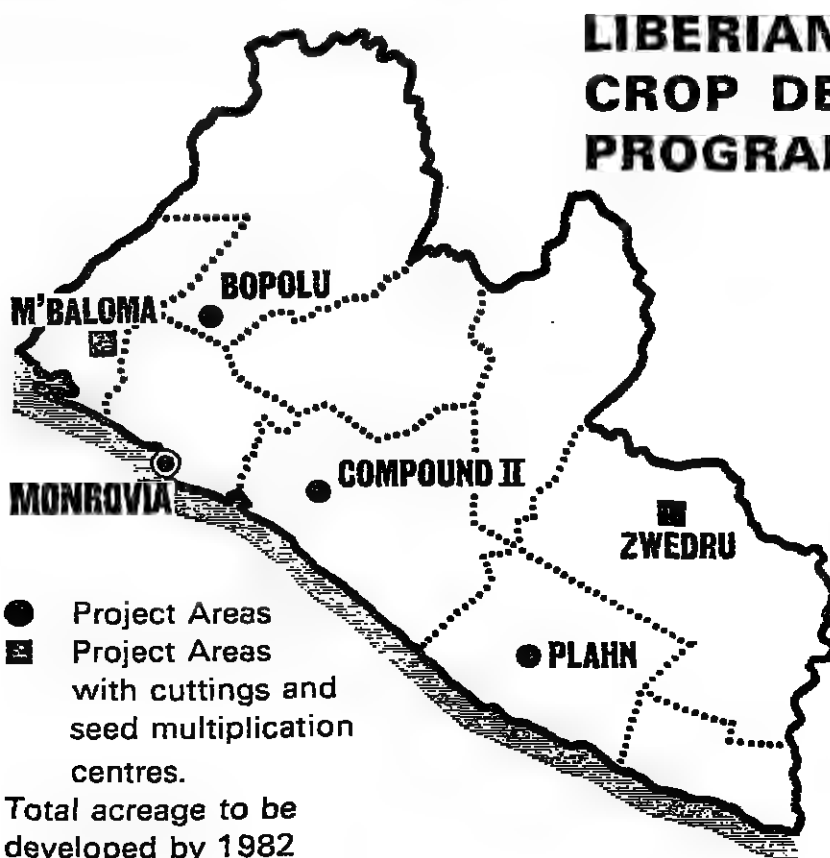 LIBERIAN
CROP DE
PROGRA
BOPOLU
M'BALOMA
COMPOUND II
MONROVIA
ZWEDRU
PLAHN
Project Areas
Project Areas
with cuttings and
seed multiplication
centres.
Total acreage to be
developed by 1982